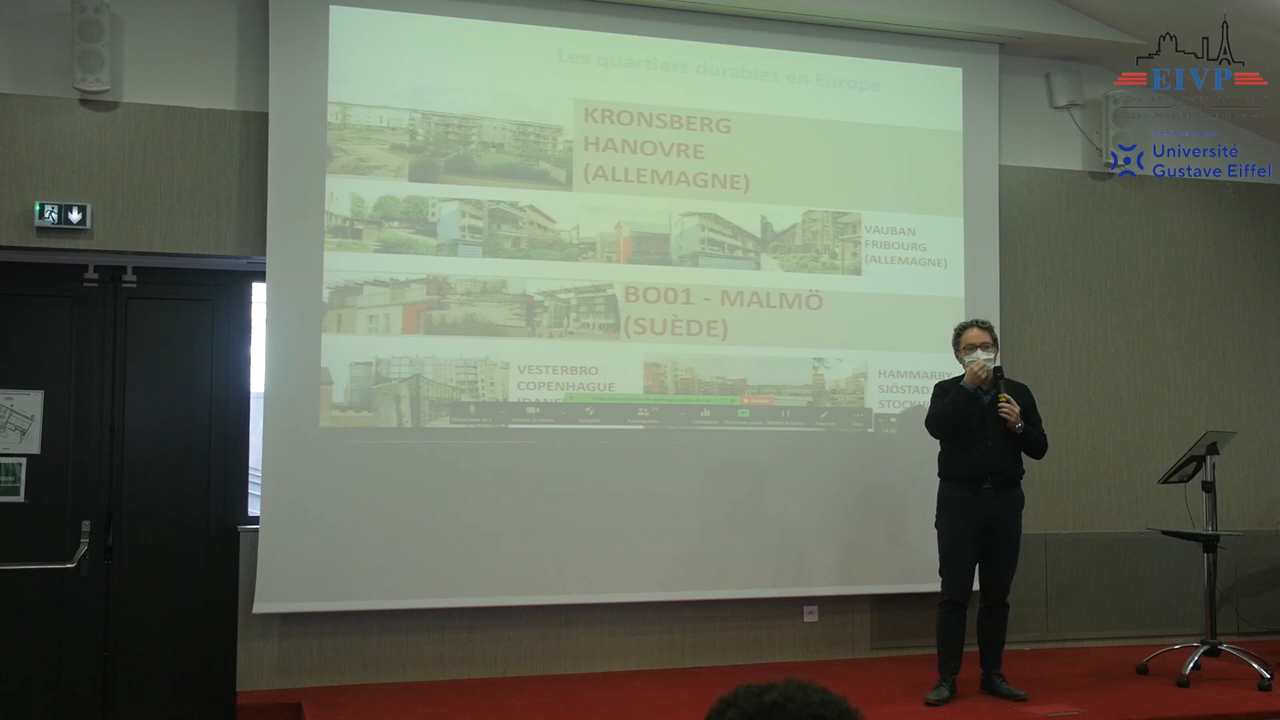 Les quartiers durables en Europe
KRONSBERG
HANOVRE
(ALLEMAGNE)
VAUBAN
FRIBOURG
(ALLEMAGNE)
BO01 - MALMÖ
(SUÈDE)
VESTERBRO
COPENHAGUE
HAMMARBY
SJÖSTAD
EIVP
Université
Gustave Eiffel